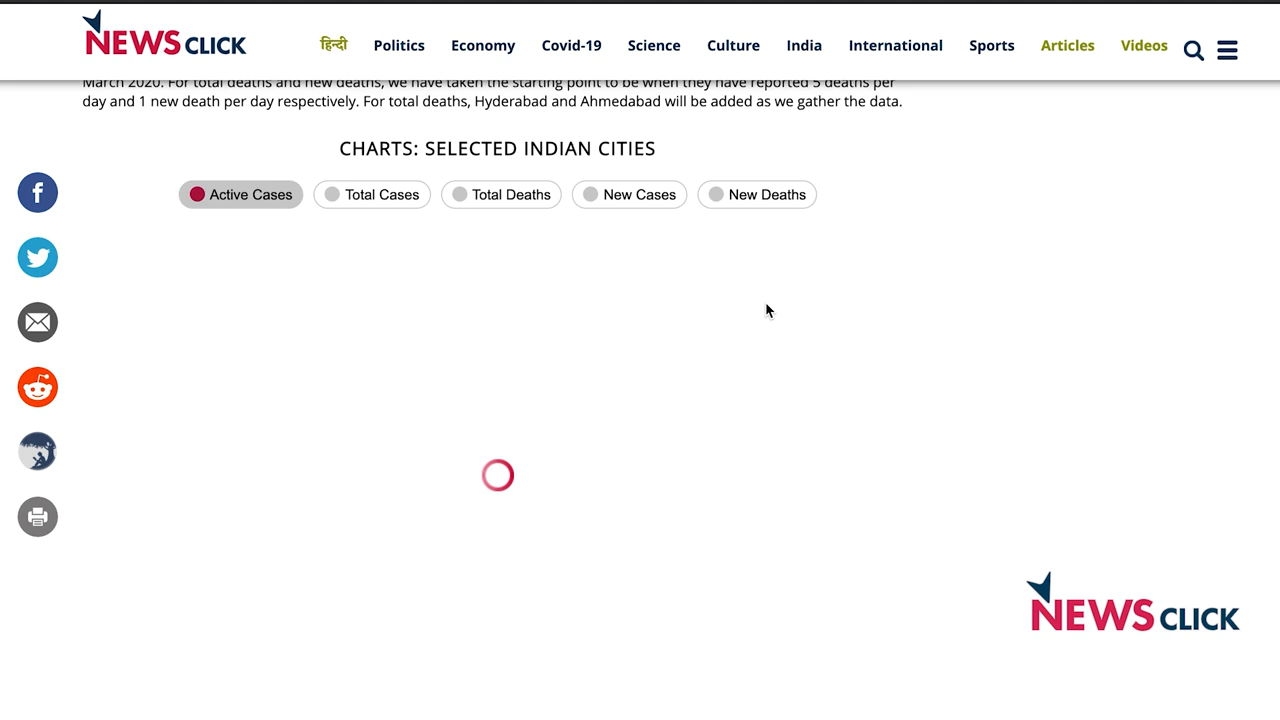 NEWS CLICK
हिन्दी Politics Economy Covid-19 Science Culture India International Sports Articles Videos
March 2020. For total deaths and new deaths, we have taken the starting point to be when they have reported 5 deaths per
day and 1 new death per day respectively. For total deaths, Hyderabad and Ahmedabad will be added as we gather the data.
CHARTS: SELECTED INDIAN CITIES
Active Cases Total Cases Total Deaths New Cases New Deaths
f
NEWS CLICK